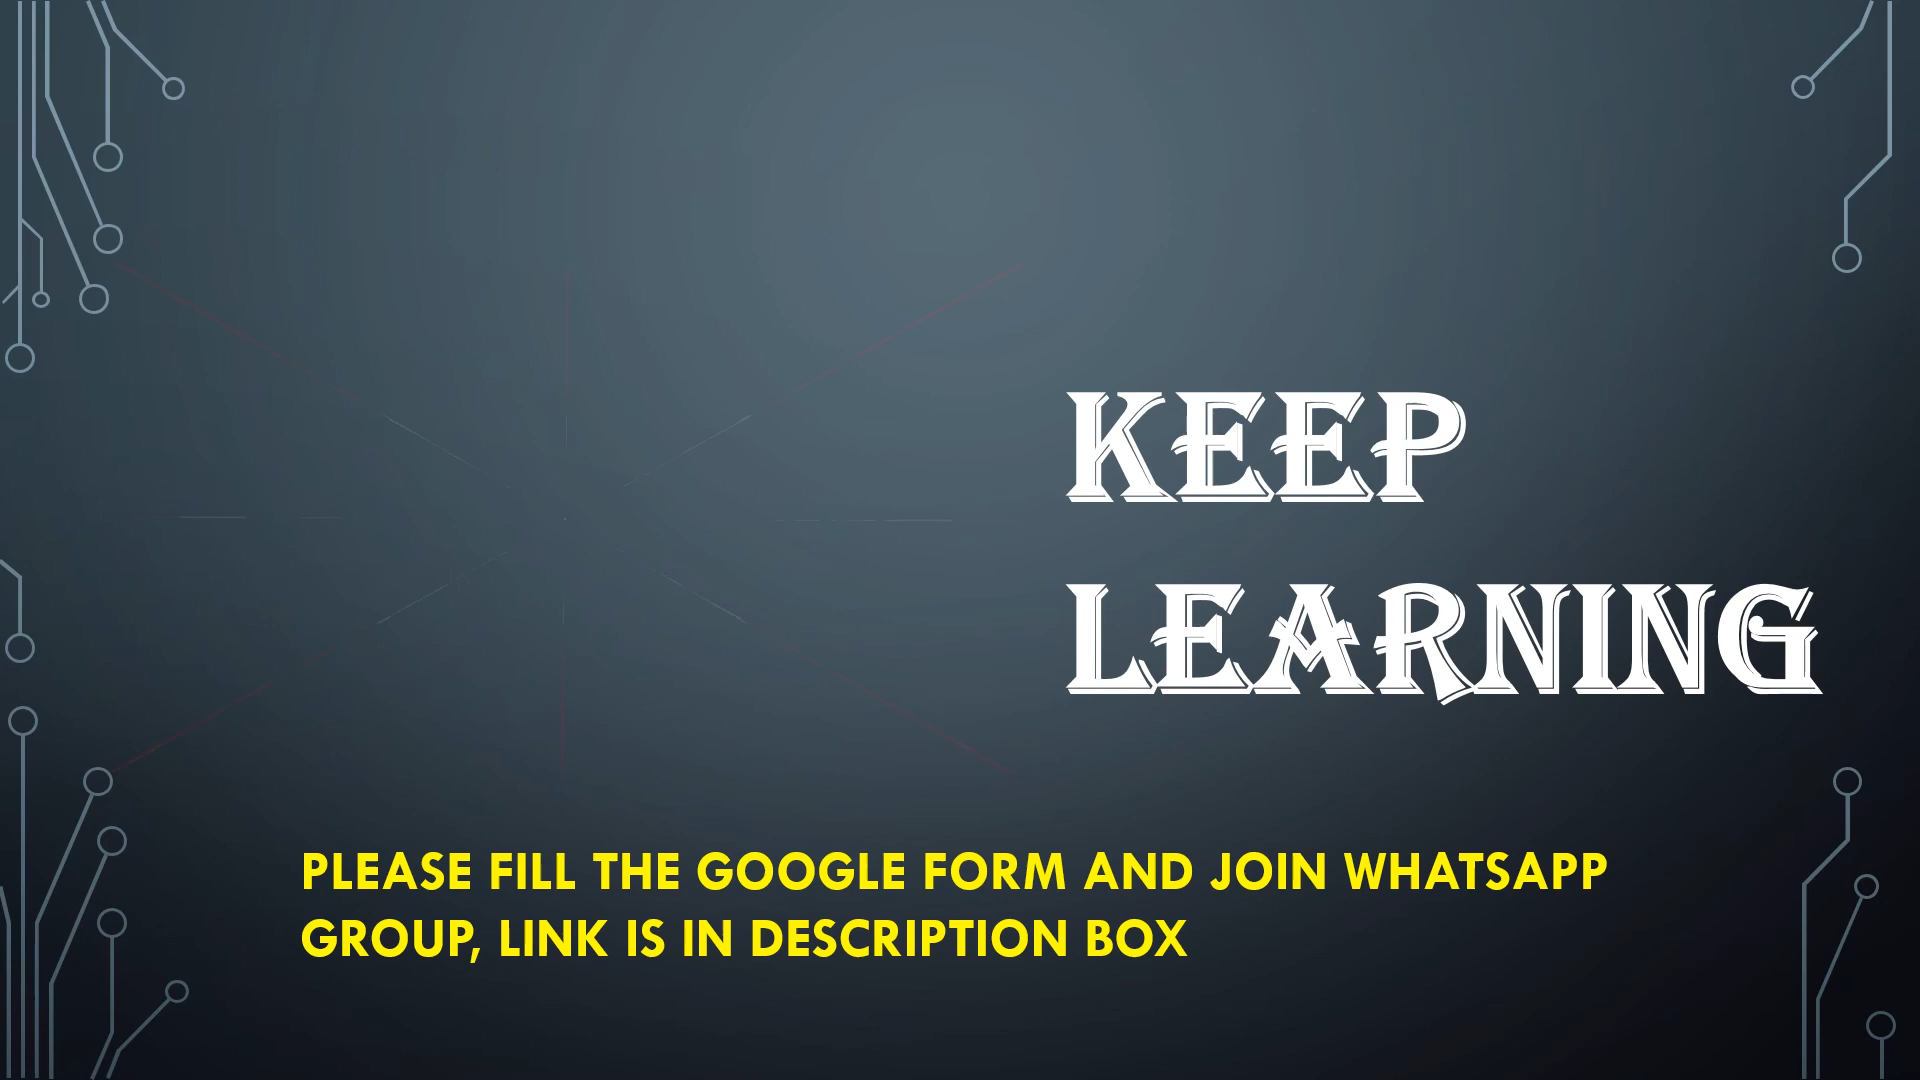 KEEP
LEARNING
PLEASE FILL THE GOOGLE FORM AND JOIN WHATSAPP
GROUP, LINK IS IN DESCRIPTION BOX